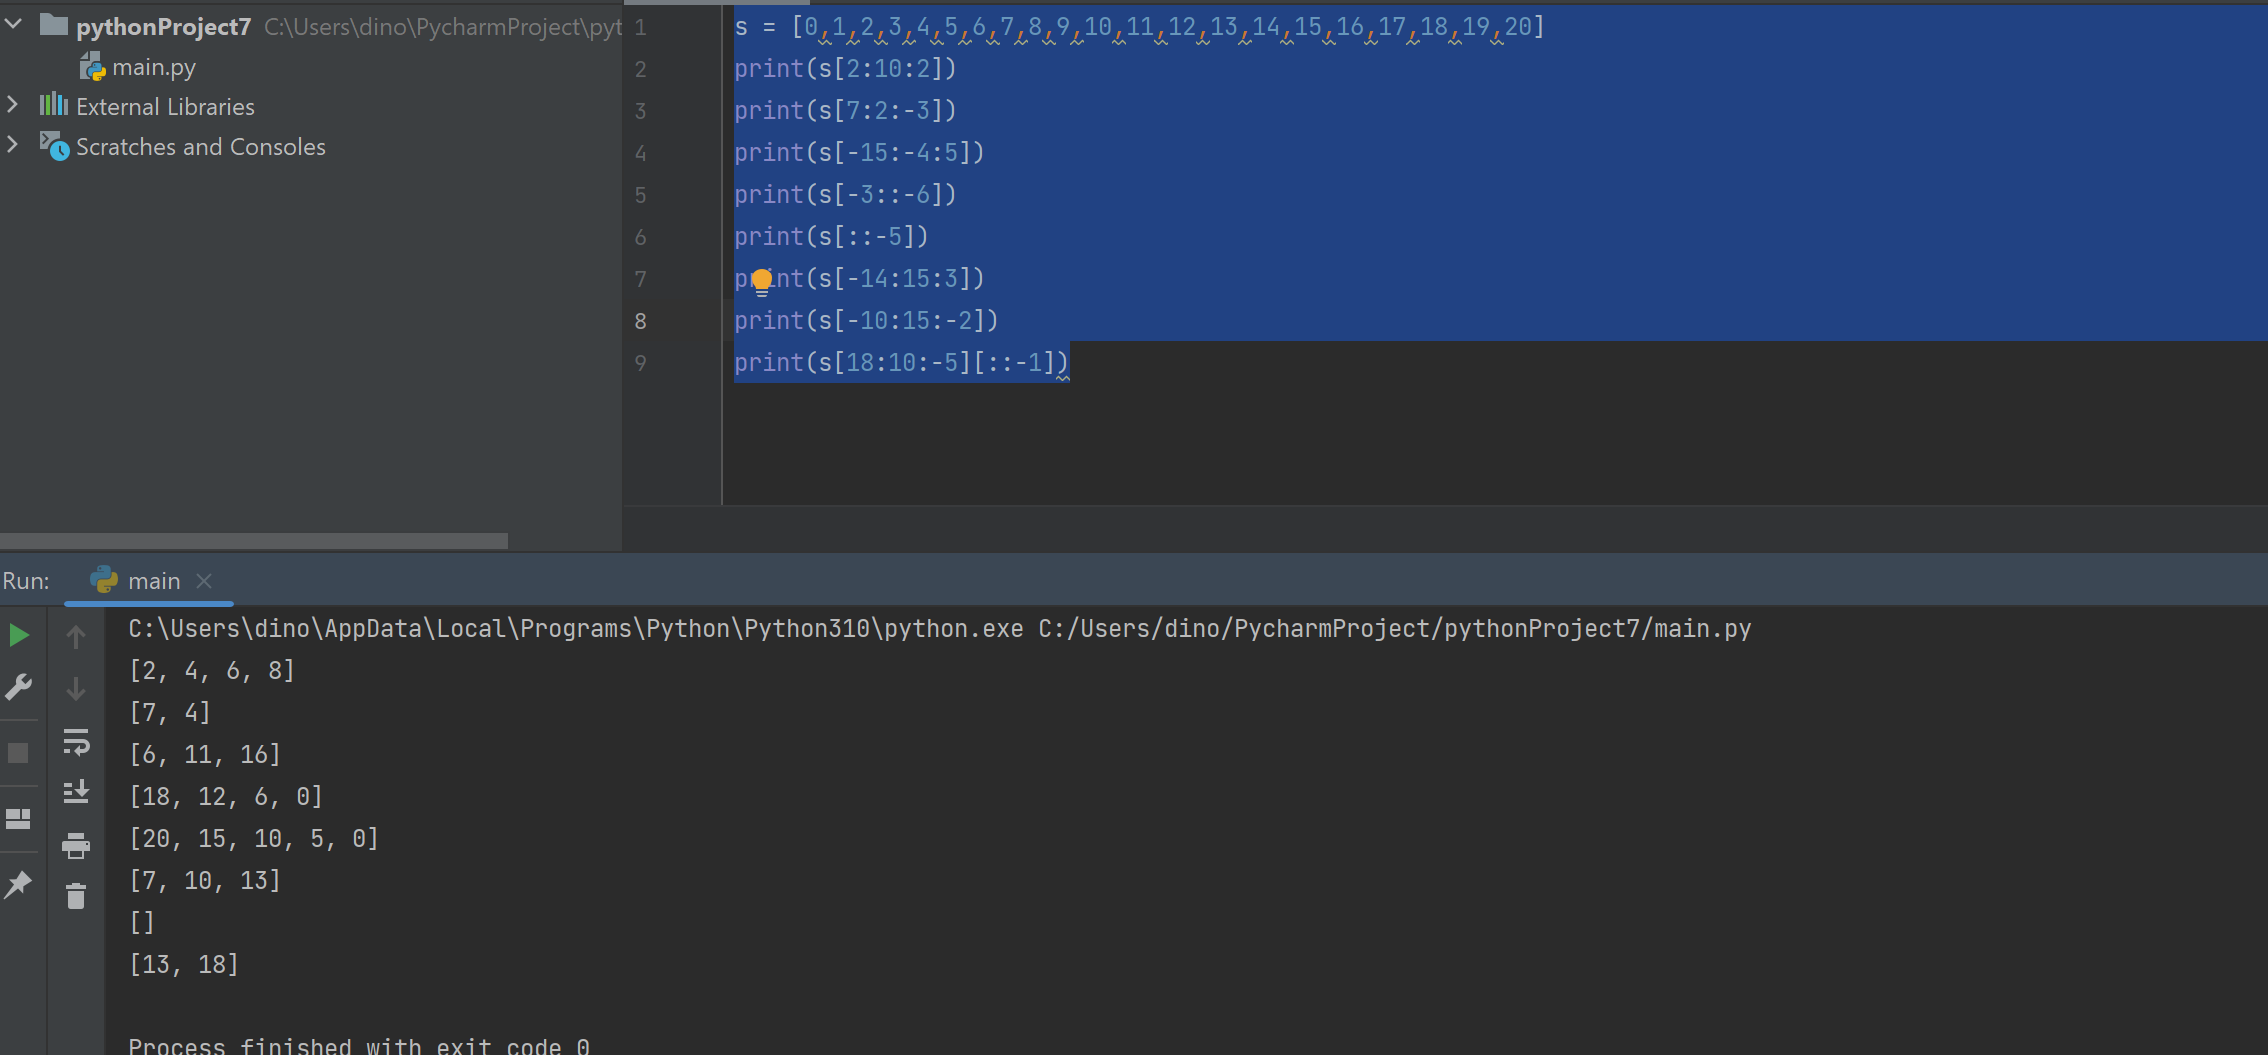 pythonProject7 C:\Users\dino\PycharmProject\pyt
main.py
External Libraries
Scratches and Consoles
1 s = [0,1,2,3,4,5,6,7,8,9,10,11,12,13,14,15,16,17,18,19,20]
2 print(s[2:10:2])
3 print(s[7:2:-3])
4 print(s[-15:-4:5])
5 print(s[-3::-6])
6 print(s[::-5])
7 print(s[-14:15:3])
8 print(s[-10:15:-2])
9 print(s[18:10:-5][::-1])
Run: main
C:\Users\dino\AppData\Local\Programs\Python\Python310\python.exe C:/Users/dino/PycharmProject/pythonProject7/main.py
[2, 4, 6, 8]
[7, 4]
[6, 11, 16]
[18, 12, 6, 0]
[20, 15, 10, 5, 0]
[7, 10, 13]
[]
[13, 18]
Process finished with exit code 0